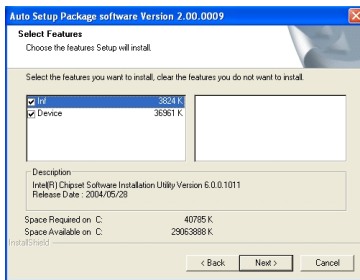 Auto Setup Package software Version 2.00.0009
Select Features
Choose the features Setup will install.
Select the features you want to install, clear the features you do not want to install.
Inf 3824 K
Device 36961 K
Description
Intel(R) Chipset Software Installation Utility Version 6.0.0.1011
Release Date : 2004/05/28
Space Required on C: 40785 K
Space Available on C: 29063888 K
InstallShield
< Back Next > Cancel